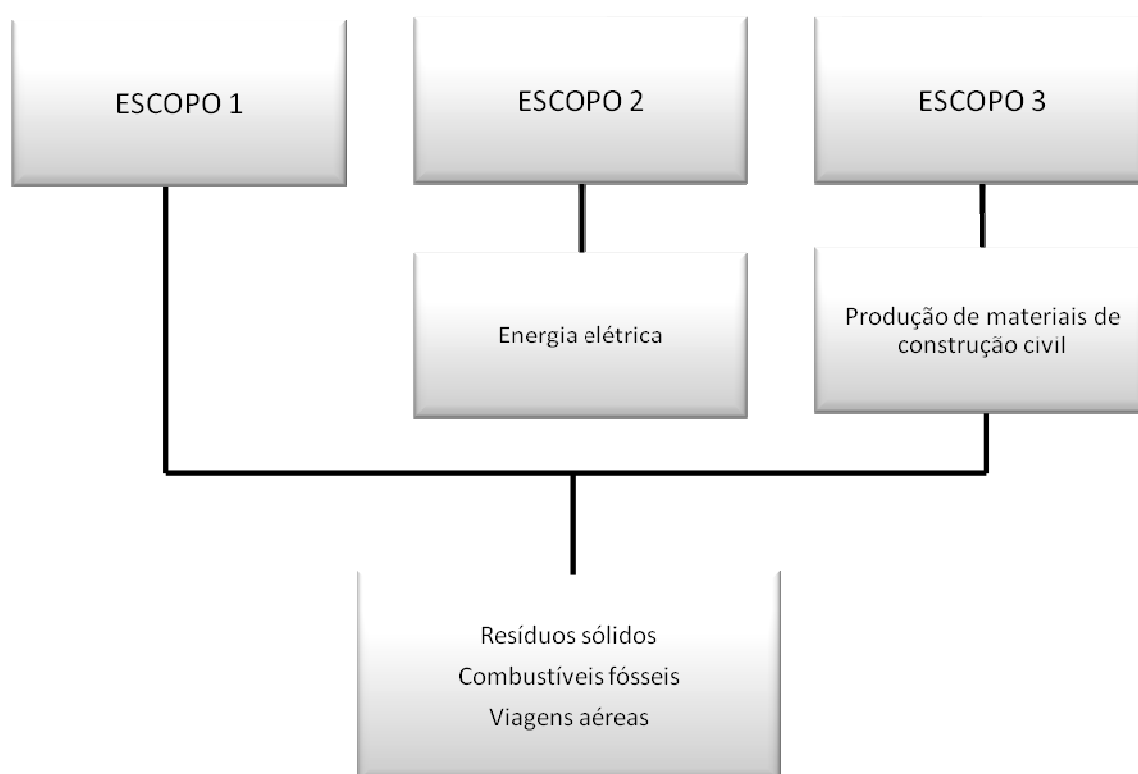 ESCOPO 1
ESCOPO 2
ESCOPO 3
Energia elétrica
Produção de materiais de
construção civil
Resíduos sólidos
Combustíveis fósseis
Viagens aéreas